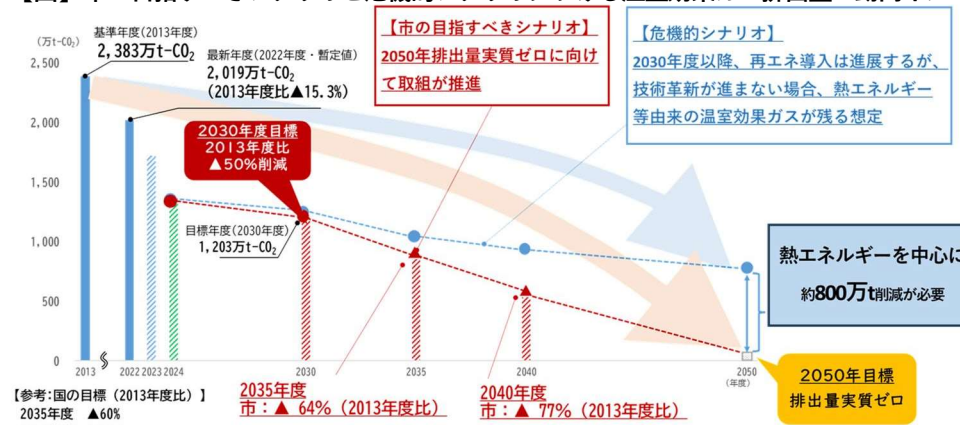 (万t-CO₂)
基準年度(2013年度)
2,383万t-CO₂
最新年度(2022年度・暫定値)
2,019万t-CO₂
(2013年度比▲15.3%)
【市の目指すべきシナリオ】
2050年排出量実質ゼロに向け
て取組が推進
【危機的シナリオ】
2030年度以降、再エネ導入は進展するが、
技術革新が進まない場合、熱エネルギー
等由来の温室効果ガスが残る想定
2,500
2,000
1,500
1,000
500
0
2030年度目標
2013年度比
▲50%削減
目標年度(2030年度)
1,203万t-CO₂
熱エネルギーを中心に
約800万t削減が必要
2013
2022
2023
2024
2030
2035
2040
2050
(年度)
【参考:国の目標(2013年度比)】
2035年度 ▲60%
2035年度
市:▲ 64%(2013年度比)
2040年度
市:▲ 77%(2013年度比)
2050年目標
排出量実質ゼロ